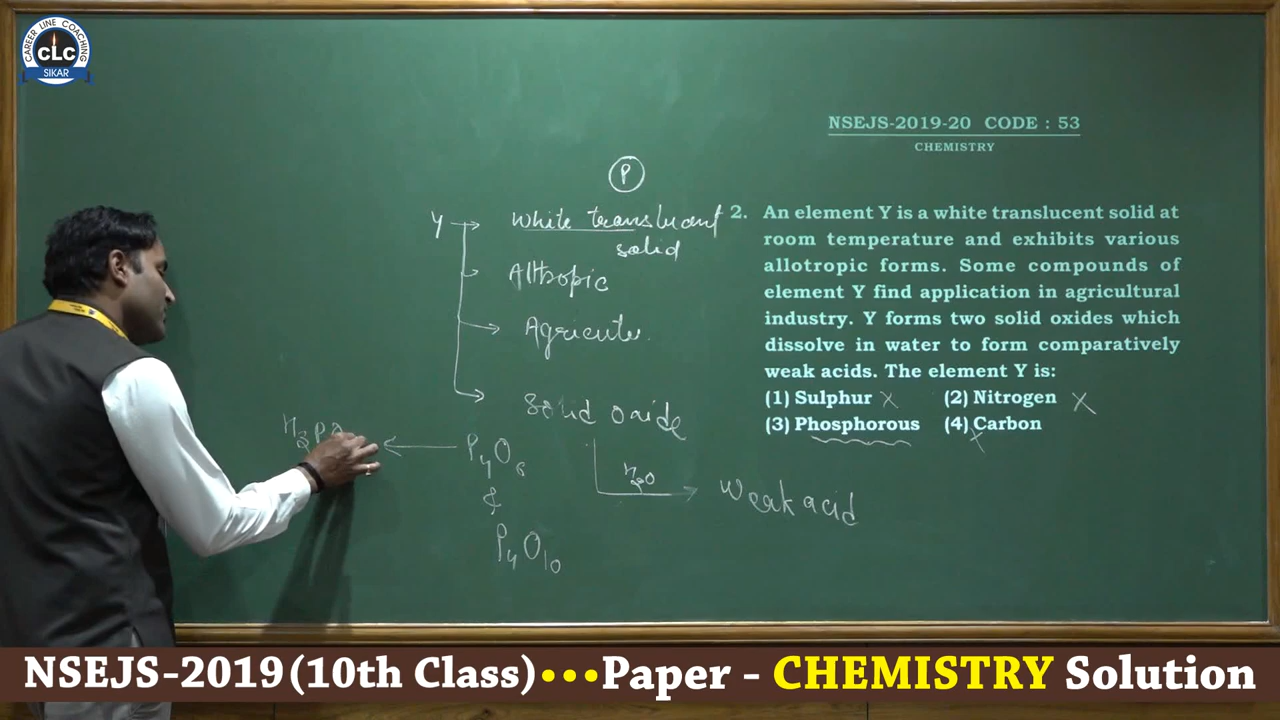 CAREER LINE COACHING
CLC
SIKAR
NSEJS-2019-20 CODE : 53
CHEMISTRY
P
Y → White translucent
solid
Alltropic
Agricultu
Solid oxide
H₂O
Weak acid
H3PO
P4O6
&
P4O10
2. An element Y is a white translucent solid at
room temperature and exhibits various
allotropic forms. Some compounds of
element Y find application in agricultural
industry. Y forms two solid oxides which
dissolve in water to form comparatively
weak acids. The element Y is:
(1) Sulphur × (2) Nitrogen ×
(3) Phosphorous (4) Carbon ×
NSEJS-2019(10th Class)•••Paper - CHEMISTRY Solution